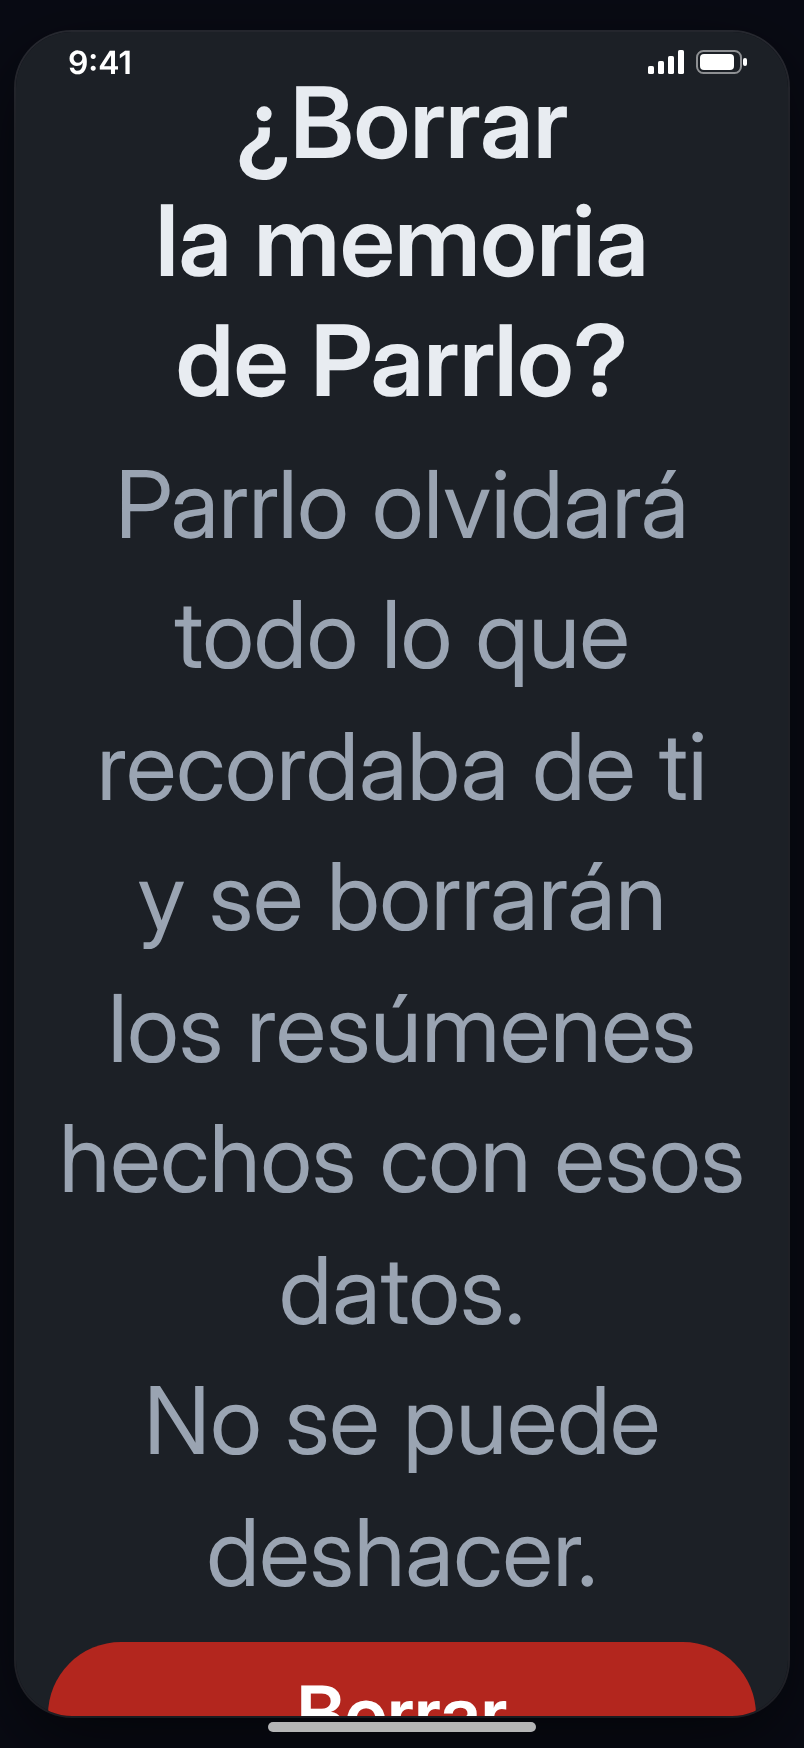 9:41
¿Borrar
la memoria
de Parrlo?
Parrlo olvidará
todo lo que
recordaba de ti
y se borrarán
los resúmenes
hechos con esos
datos.
No se puede
deshacer.
Borrar